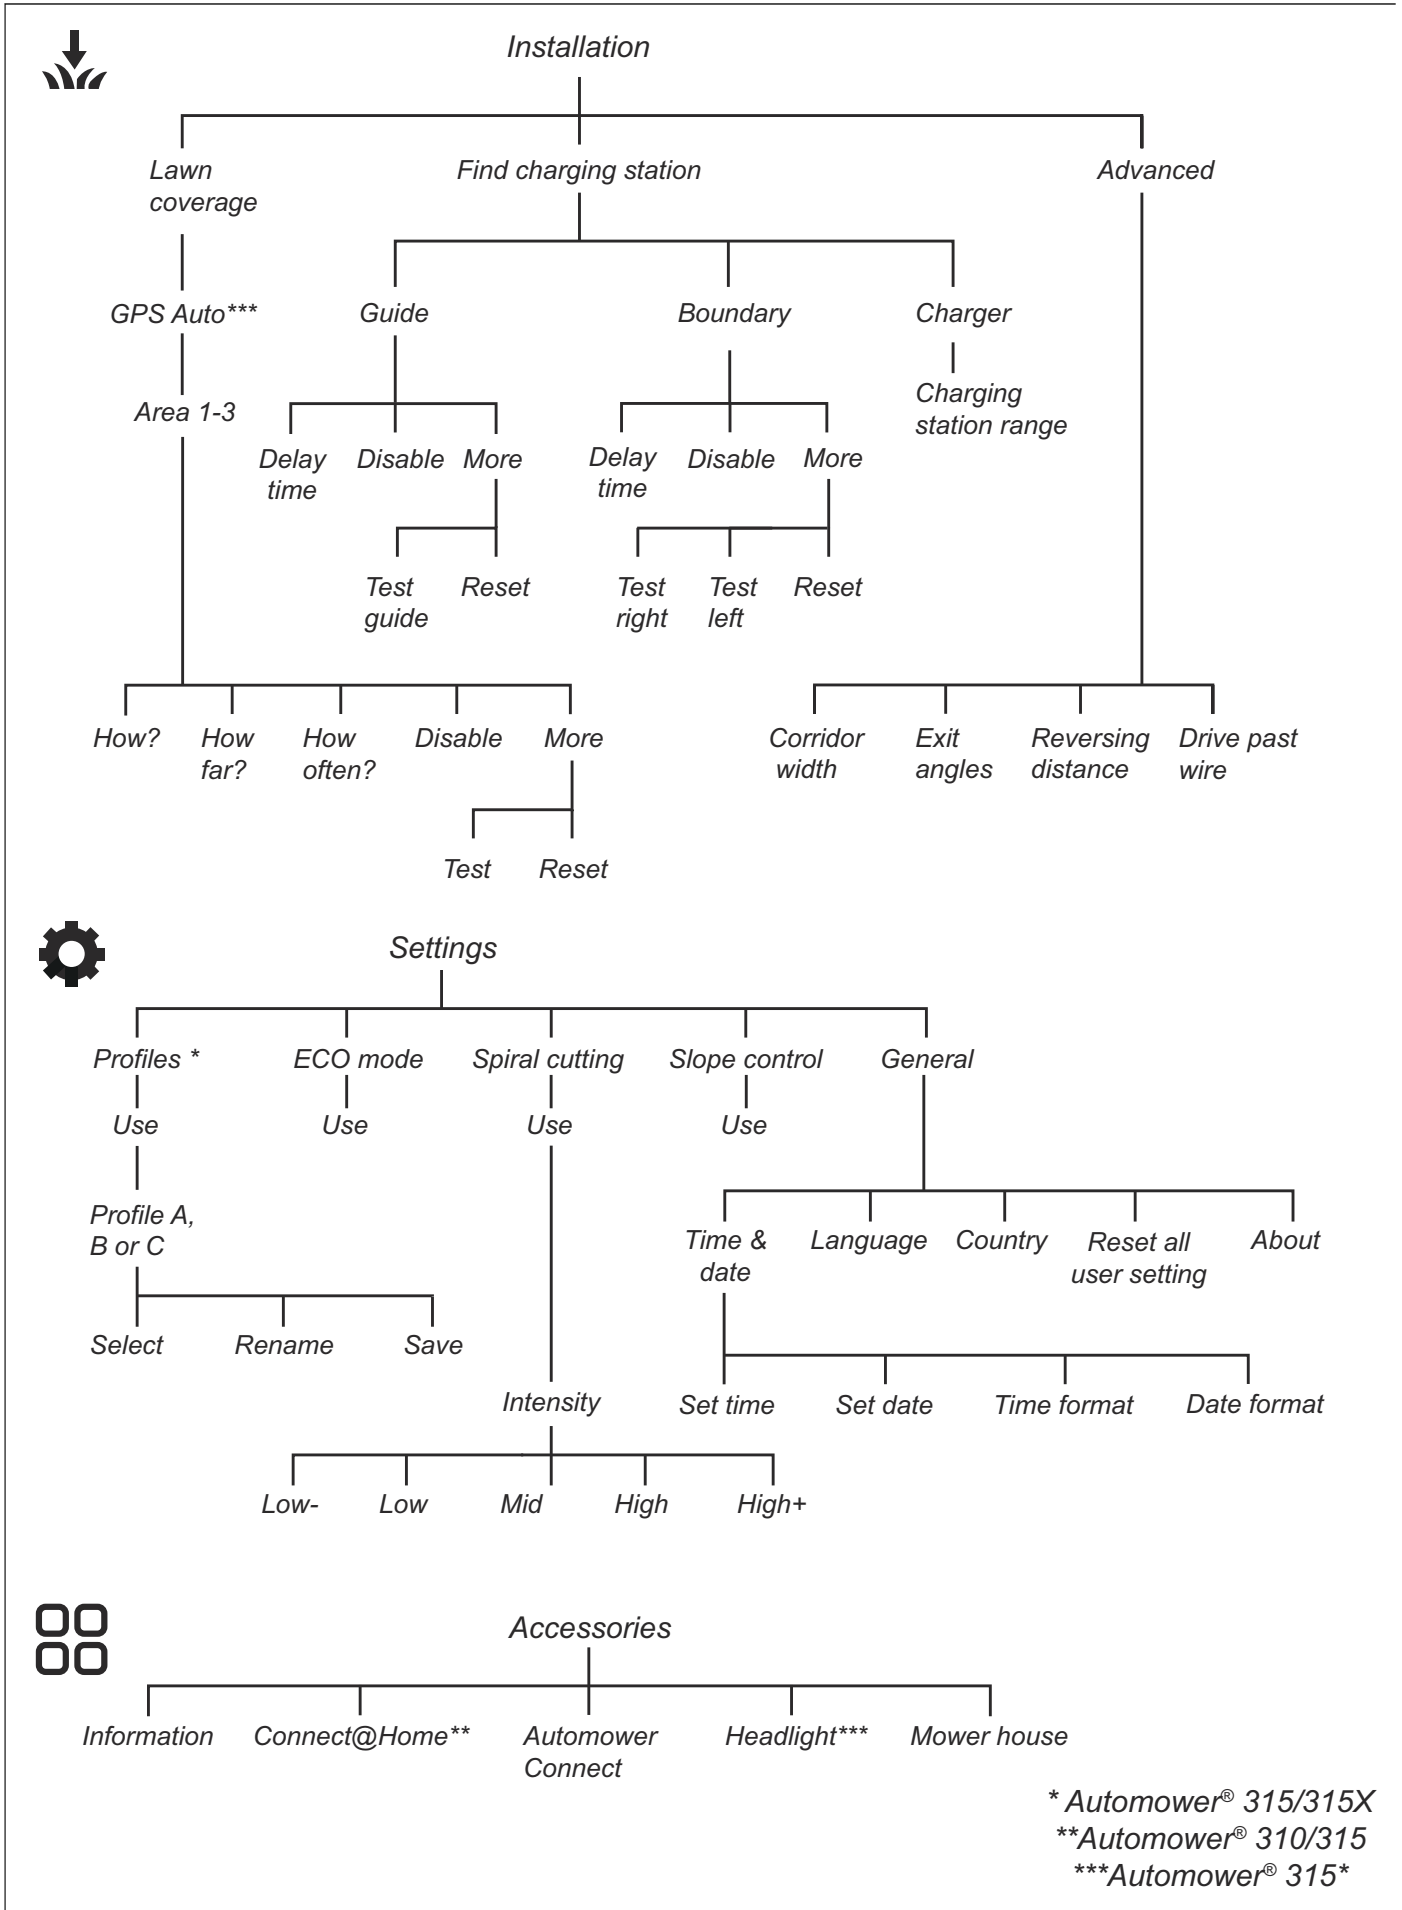 Installation
Lawn
coverage
Find charging station
Advanced
GPS Auto***
Guide
Boundary
Charger
Area 1-3
Charging
station range
Delay
time
Disable
More
Delay
time
Disable
More
Test
guide
Reset
Test
right
Test
left
Reset
How?
How
far?
How
often?
Disable
More
Corridor
width
Exit
angles
Reversing
distance
Drive past
wire
Test
Reset
Settings
Profiles *
ECO mode
Spiral cutting
Slope control
General
Use
Use
Use
Use
Profile A,
B or C
Time &
date
Language
Country
Reset all
user setting
About
Select
Rename
Save
Intensity
Set time
Set date
Time format
Date format
Low-
Low
Mid
High
High+
Accessories
Information
Connect@Home**
Automower
Connect
Headlight***
Mower house
* Automower® 315/315X
**Automower® 310/315
***Automower® 315*